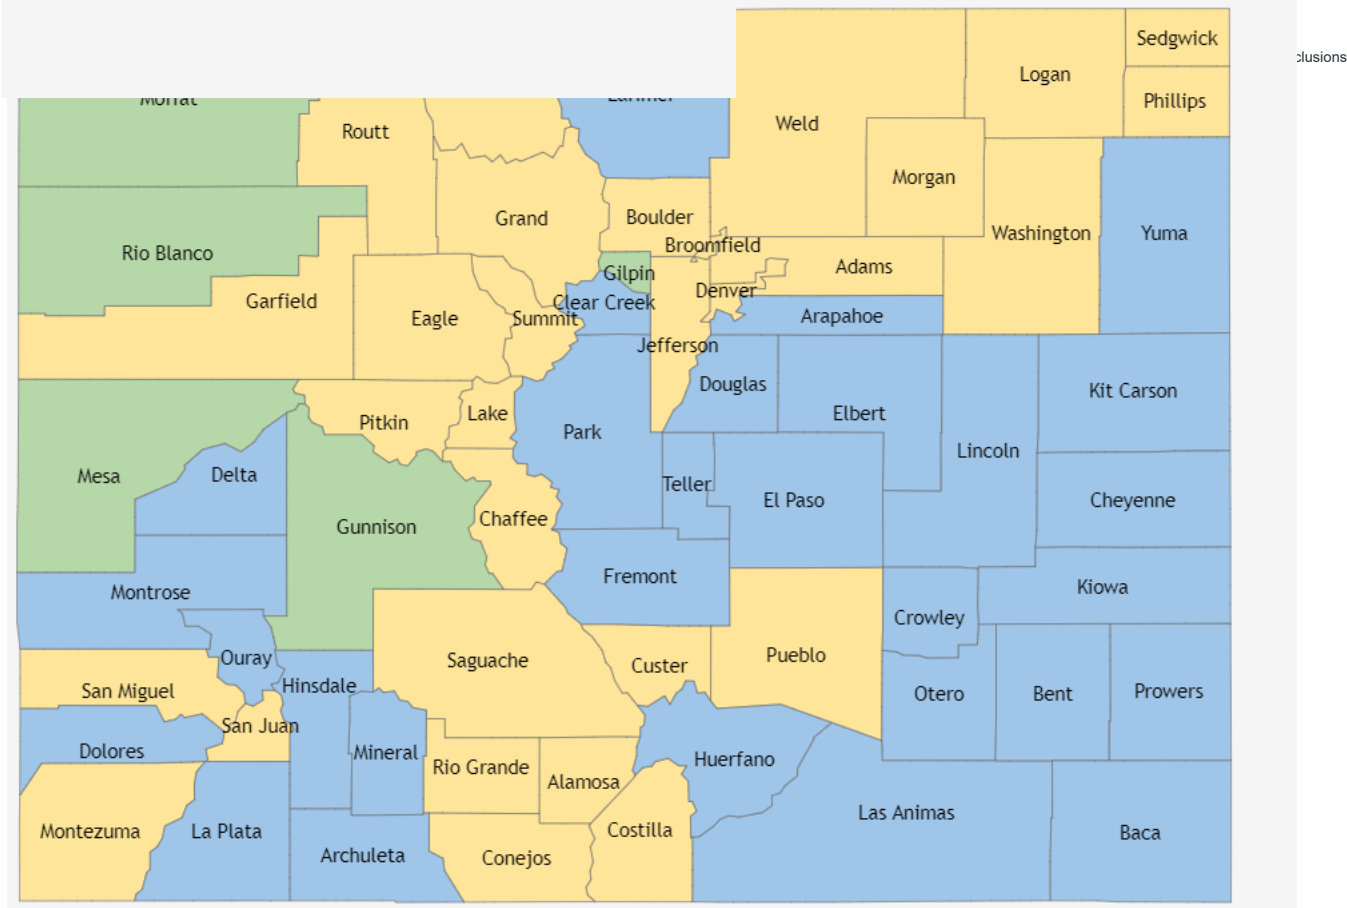 Sedgwick
clusions
Logan
Moffat
Larimer
Phillips
Weld
Routt
Morgan
Grand
Boulder
Washington
Yuma
Broomfield
Rio Blanco
Adams
Gilpin
Denver
Garfield
Clear Creek
Eagle
Summit
Arapahoe
Jefferson
Douglas
Kit Carson
Lake
Elbert
Pitkin
Park
Lincoln
Mesa
Delta
Teller
El Paso
Cheyenne
Chaffee
Gunnison
Fremont
Kiowa
Montrose
Crowley
Ouray
Saguache
Custer
Pueblo
Hinsdale
San Miguel
Otero
Bent
Prowers
San Juan
Dolores
Mineral
Huerfano
Rio Grande
Alamosa
Las Animas
Montezuma
La Plata
Costilla
Baca
Archuleta
Conejos